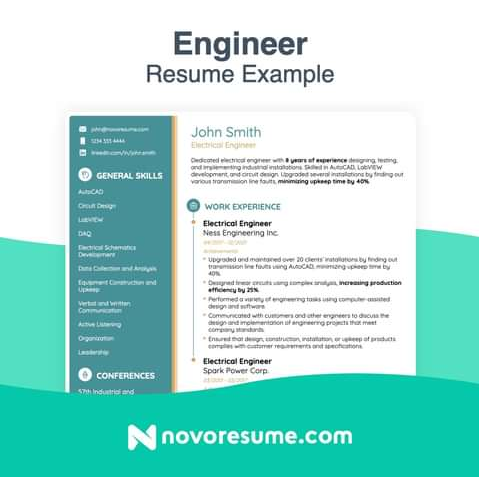 Engineer
Resume Example
john@novoresume.com
1234 333 4444
linkedin.com/in/john.smith
GENERAL SKILLS
AutoCAD
Circuit Design
LabVIEW
DAQ
Electrical Schematics
Development
Data Collection and Analysis
Equipment Construction and
Upkeep
Verbal and Written
Communication
Active Listening
Organization
Leadership
CONFERENCES
57th Industrial and
John Smith
Electrical Engineer
Dedicated electrical engineer with 8 years of experience designing, testing,
and implementing industrial installations. Skilled in AutoCAD, LabVIEW
development, and circuit design. Upgraded several installations by finding out
various transmission line faults, minimizing upkeep time by 40%.
WORK EXPERIENCE
Electrical Engineer
Ness Engineering Inc.
Achievements
Upgraded and maintained over 20 clients' installations by finding out
transmission line faults using AutoCAD, minimizing upkeep time by
40%.
Designed linear circuits using complex analysis, increasing production
efficiency by 25%.
Performed a variety of engineering tasks using computer-assisted
design and software.
Communicated with customers and other engineers to discuss the
design and implementation of engineering projects that meet
company standards.
Ensured that design, construction, installation, or upkeep of products
complies with customer requirements and specifications.
Electrical Engineer
Spark Power Corp.
novoresume.com